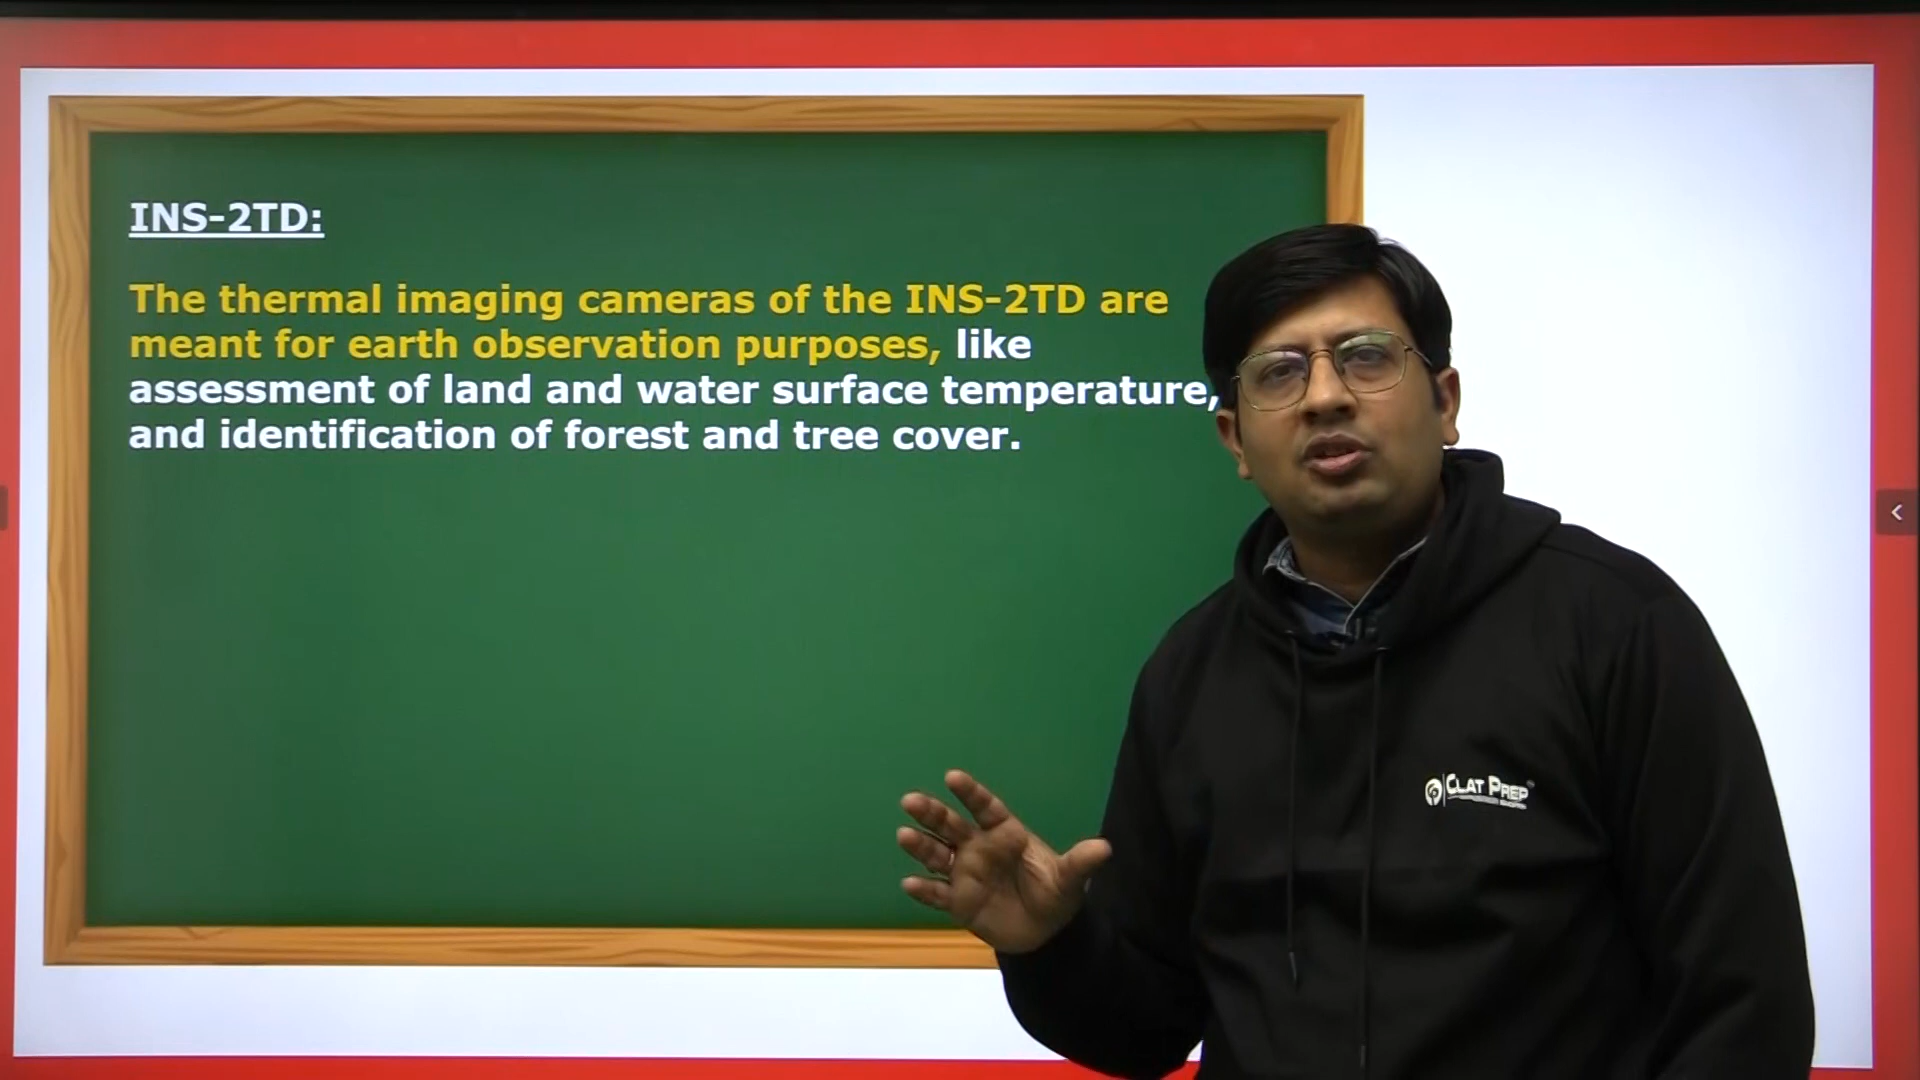 INS-2TD:
The thermal imaging cameras of the INS-2TD are
meant for earth observation purposes, like
assessment of land and water surface temperature,
and identification of forest and tree cover.
CLAT PREP